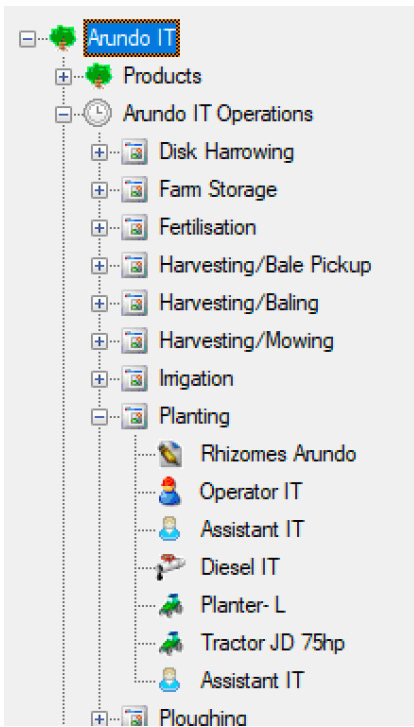 Arundo IT
Products
Arundo IT Operations
Disk Harrowing
Farm Storage
Fertilisation
Harvesting/Bale Pickup
Harvesting/Baling
Harvesting/Mowing
Irrigation
Planting
Rhizomes Arundo
Operator IT
Assistant IT
Diesel IT
Planter- L
Tractor JD 75hp
Assistant IT
Ploughing